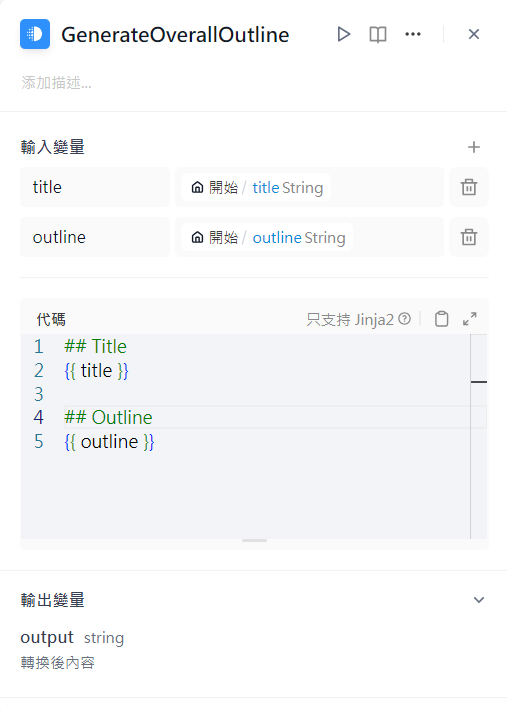 GenerateOverallOutline
添加描述...
輸入變量
title 開始 / title String
outline 開始 / outline String
代碼 只支持 Jinja2
1 ## Title
2 {{ title }}
3
4 ## Outline
5 {{ outline }}
輸出變量
output string
轉換後內容